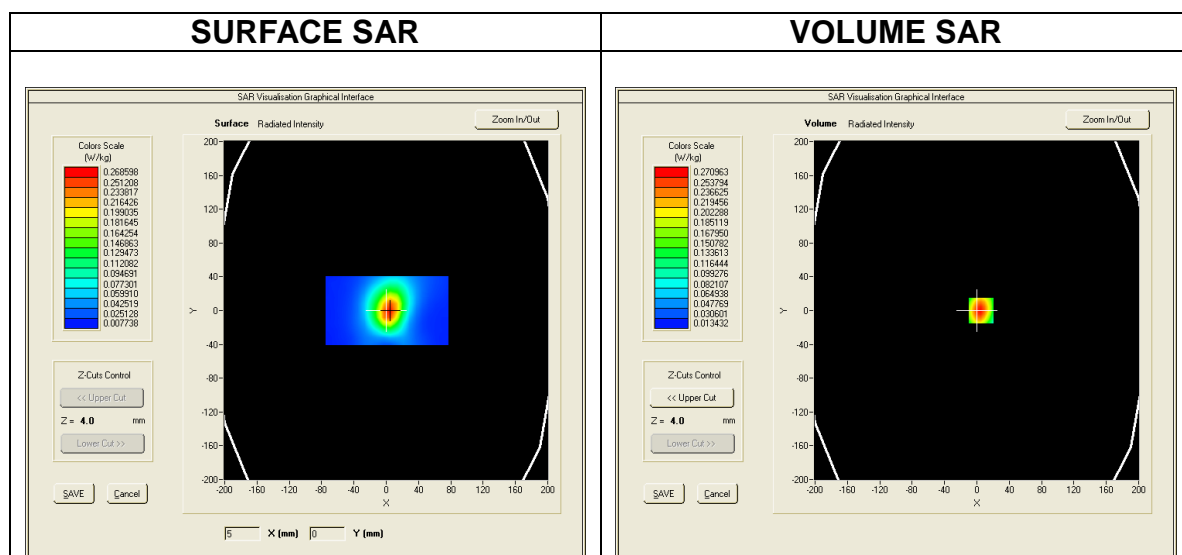 SURFACE SAR
VOLUME SAR
SAR Visualisation Graphical Interface
Surface Radiated Intensity
Zoom In/Out
Colors Scale
(W/kg)
0.268598
0.251208
0.233817
0.216426
0.199035
0.181645
0.164254
0.146863
0.129473
0.112082
0.094691
0.077301
0.059910
0.042519
0.025128
0.007738
Z-Cuts Control
<< Upper Cut
Z = 4.0 mm
Lower Cut >>
SAVE Cancel
200
160
120
80
40
0
-40
-80
-120
-160
-200
Y
-200 -160 -120 -80 -40 0 40 80 120 160 200
X
5 X (mm) 0 Y (mm)
SAR Visualisation Graphical Interface
Volume Radiated Intensity
Zoom In/Out
Colors Scale
(W/kg)
0.270963
0.253794
0.236625
0.219456
0.202288
0.185119
0.167950
0.150782
0.133613
0.116444
0.099276
0.082107
0.064938
0.047769
0.030601
0.013432
Z-Cuts Control
<< Upper Cut
Z = 4.0 mm
Lower Cut >>
SAVE Cancel
200
160
120
80
40
0
-40
-80
-120
-160
-200
Y
-200 -160 -120 -80 -40 0 40 80 120 160 200
X